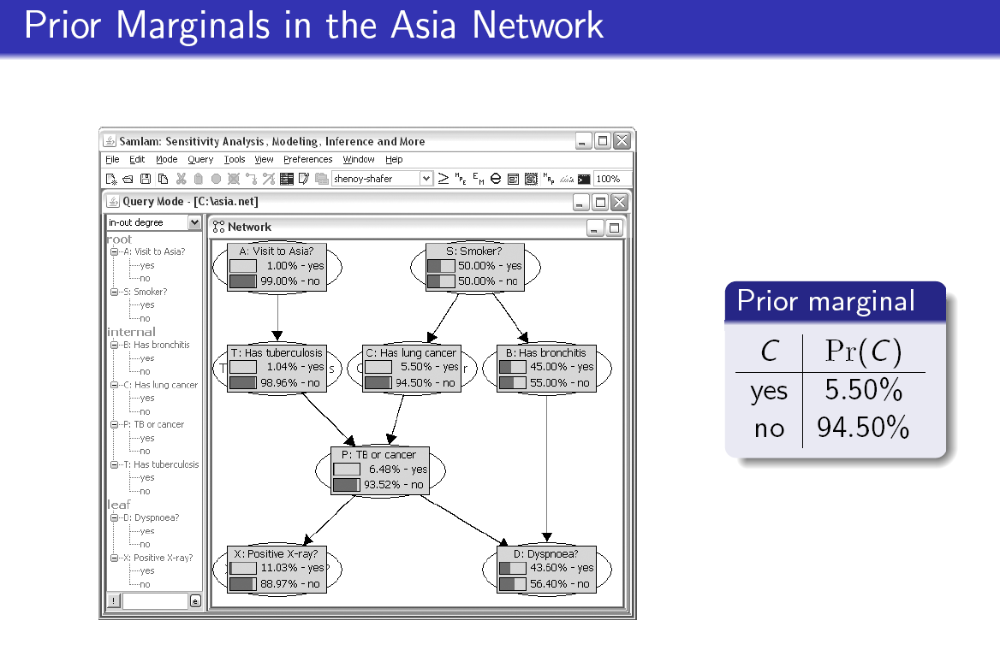 Prior Marginals in the Asia Network
SamIam: Sensitivity Analysis, Modeling, Inference and More
File Edit Mode Query Tools View Preferences Window Help
shenoy-shafer
100%
Query Mode - [C:\asia.net]
in-out degree
root
A: Visit to Asia?
yes
no
S: Smoker?
yes
no
internal
B: Has bronchitis
yes
no
C: Has lung cancer
yes
no
P: TB or cancer
yes
no
T: Has tuberculosis
yes
no
leaf
D: Dyspnoea?
yes
no
X: Positive X-ray?
yes
no
Network
A: Visit to Asia?
1.00% - yes
99.00% - no
S: Smoker?
50.00% - yes
50.00% - no
T: Has tuberculosis
1.04% - yes
98.96% - no
C: Has lung cancer
5.50% - yes
94.50% - no
B: Has bronchitis
45.00% - yes
55.00% - no
P: TB or cancer
6.48% - yes
93.52% - no
X: Positive X-ray?
11.03% - yes
88.97% - no
D: Dyspnoea?
43.60% - yes
56.40% - no
Prior marginal
C Pr(C)
yes 5.50%
no 94.50%